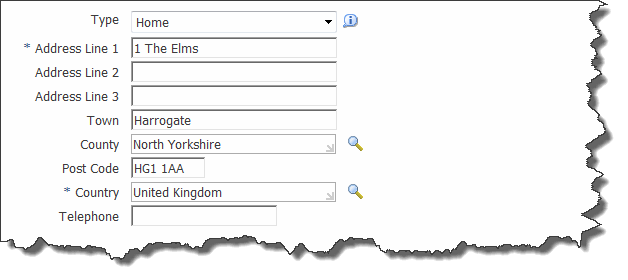 Type Home
* Address Line 1 1 The Elms
Address Line 2
Address Line 3
Town Harrogate
County North Yorkshire
Post Code HG1 1AA
* Country United Kingdom
Telephone